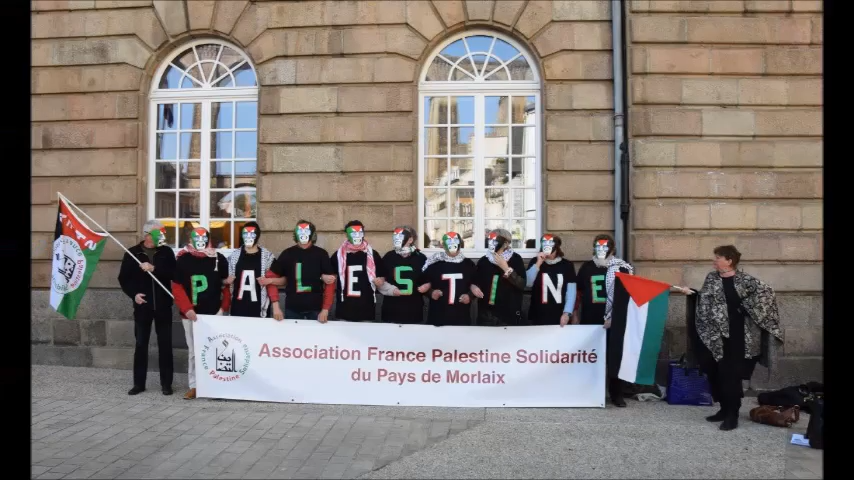 PALESTINE
Association France Palestine Solidarité
du Pays de Morlaix